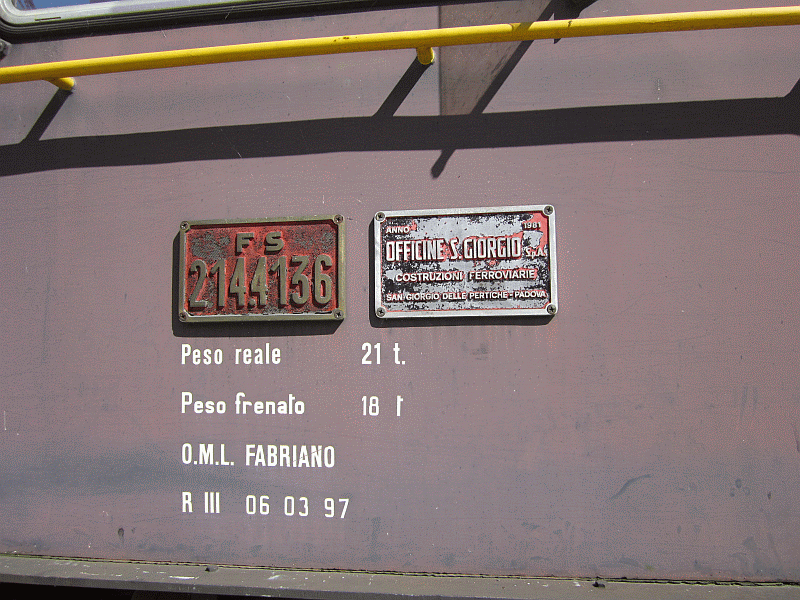 FS
2144136
ANNO 1981
OFFICINE S. GIORGIO S.p.A.
COSTRUZIONI FERROVIARIE
SAN GIORGIO DELLE PERTICHE - PADOVA
Peso reale 21 t.
Peso frenato 18 t
O.M.L. FABRIANO
R III 06 03 97